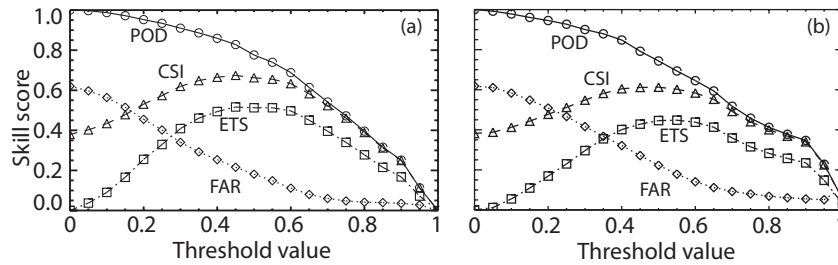 1.0
0.8
0.6
0.4
0.2
0.0
Skill score
POD
CSI
ETS
FAR
(a)
0 0.2 0.4 0.6 0.8 1
Threshold value
POD
CSI
ETS
FAR
(b)
0 0.2 0.4 0.6 0.8
Threshold value